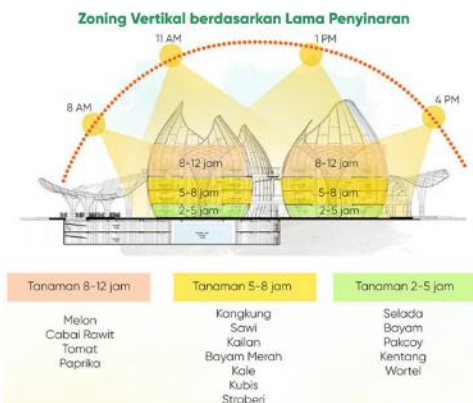 Zoning Vertikal berdasarkan Lama Penyinaran
11 AM
1 PM
8 AM
4 PM
8-12 jam
8-12 jam
5-8 jam
5-8 jam
2-5 jam
2-5 jam
Tanaman 8-12 jam
Melon
Cabai Rawit
Tomat
Paprika
Tanaman 5-8 jam
Kangkung
Sawi
Kailan
Bayam Merah
Kale
Kubis
Stroberi
Tanaman 2-5 jam
Selada
Bayam
Pakcoy
Kentang
Wortel